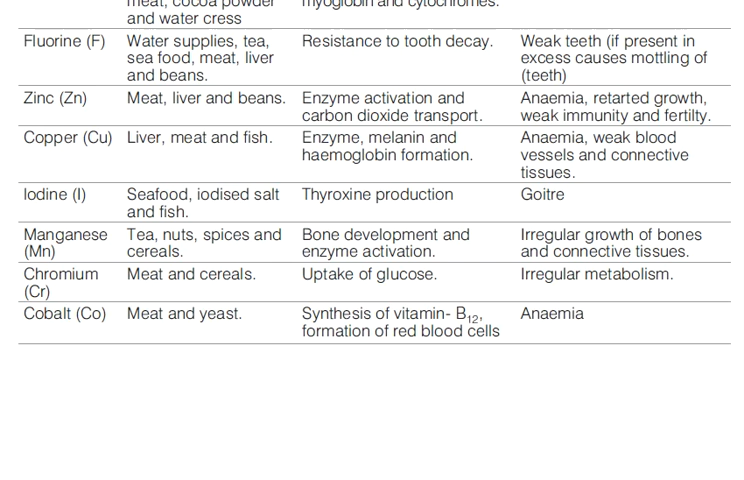 meat, cocoa powder myoglobin and cytochromes.
and water cress
Fluorine (F) Water supplies, tea, Resistance to tooth decay. Weak teeth (if present in
sea food, meat, liver excess causes mottling of
and beans. (teeth)
Zinc (Zn) Meat, liver and beans. Enzyme activation and Anaemia, retarted growth,
carbon dioxide transport. weak immunity and fertilty.
Copper (Cu) Liver, meat and fish. Enzyme, melanin and Anaemia, weak blood
haemoglobin formation. vessels and connective
tissues.
Iodine (I) Seafood, iodised salt Thyroxine production Goitre
and fish.
Manganese Tea, nuts, spices and Bone development and Irregular growth of bones
(Mn) cereals. enzyme activation. and connective tissues.
Chromium Meat and cereals. Uptake of glucose. Irregular metabolism.
(Cr)
Cobalt (Co) Meat and yeast. Synthesis of vitamin- B12, Anaemia
formation of red blood cells